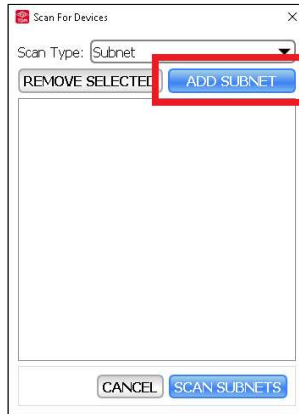 Scan For Devices
Scan Type: Subnet
REMOVE SELECTED ADD SUBNET
CANCEL SCAN SUBNETS